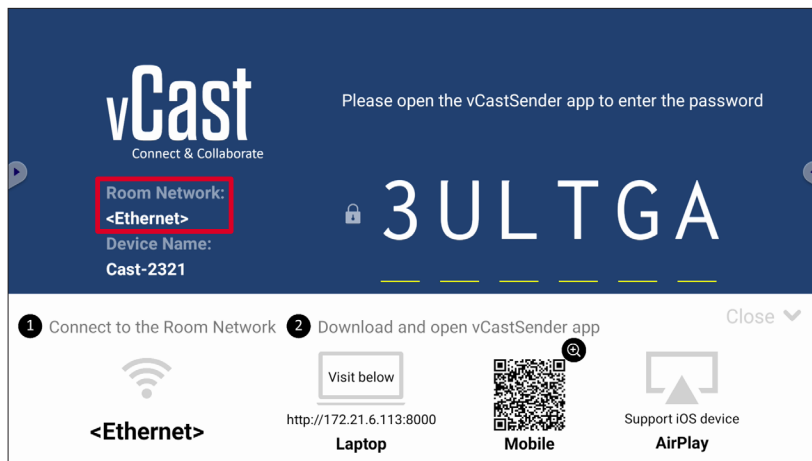 vCast
Connect & Collaborate
Please open the vCastSender app to enter the password
Room Network:
<Ethernet>
Device Name:
Cast-2321
3ULTGA
1 Connect to the Room Network
2 Download and open vCastSender app
Close
<Ethernet>
Visit below
http://172.21.6.113:8000
Laptop
Mobile
Support iOS device
AirPlay